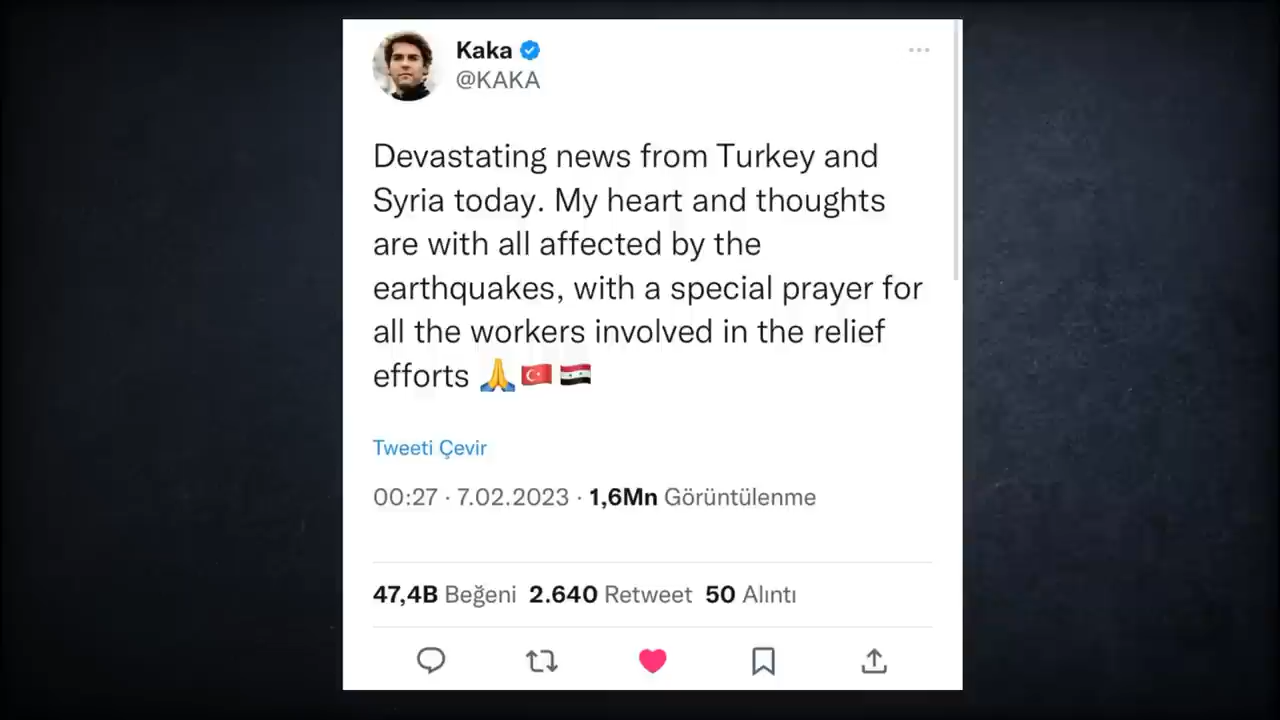 Kaka
@KAKA
Devastating news from Turkey and
Syria today. My heart and thoughts
are with all affected by the
earthquakes, with a special prayer for
all the workers involved in the relief
efforts 🙏🇹🇷🇸🇾
Tweeti Çevir
00:27 · 7.02.2023 · 1,6Mn Görüntülenme
47,4B Beğeni 2.640 Retweet 50 Alıntı